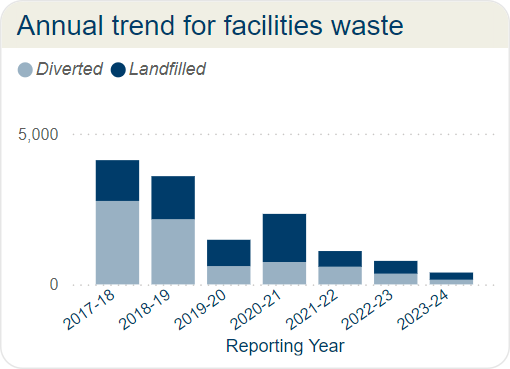 Annual trend for facilities waste
Diverted Landfilled
5,000
0
2017-18 2018-19 2019-20 2020-21 2021-22 2022-23 2023-24
Reporting Year